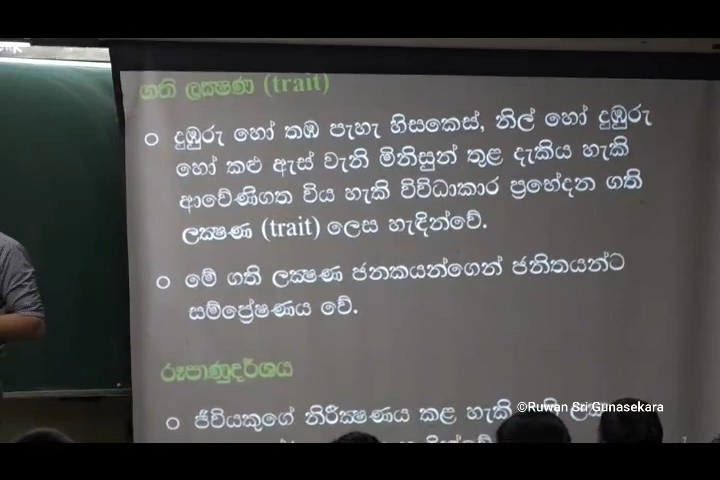 ගති ලක්‍ෂණ (trait)
දුඹුරු හෝ තඹ පැහැ හිසකෙස්, නිල් හෝ දුඹුරු
හෝ කළු ඇස් වැනි මිනිසුන් තුළ දැකිය හැකි
ආවේණිගත විය හැකි විවිධාකාර ප්‍රභේදන ගති
ලක්‍ෂණ (trait) ලෙස හැඳින්වේ.
මේ ගති ලක්‍ෂණ ජනකයන්ගෙන් ජනිතයන්ට
සම්ප්‍රේෂණය වේ.
රූපාණුදර්ශය
ජීවියකුගේ නිරීක්‍ෂණය කළ හැකි
©Ruwan Sri Gunasekara